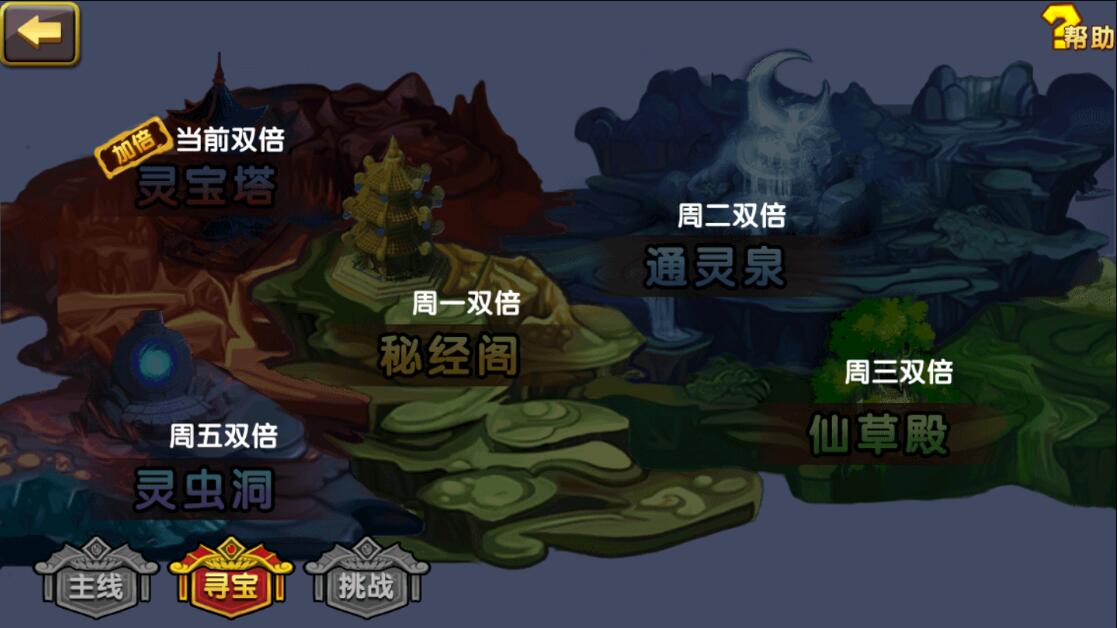 帮助
加倍
当前双倍
灵宝塔
周二双倍
通灵泉
周一双倍
秘经阁
周三双倍
仙草殿
周五双倍
灵虫洞
主线
寻宝
挑战